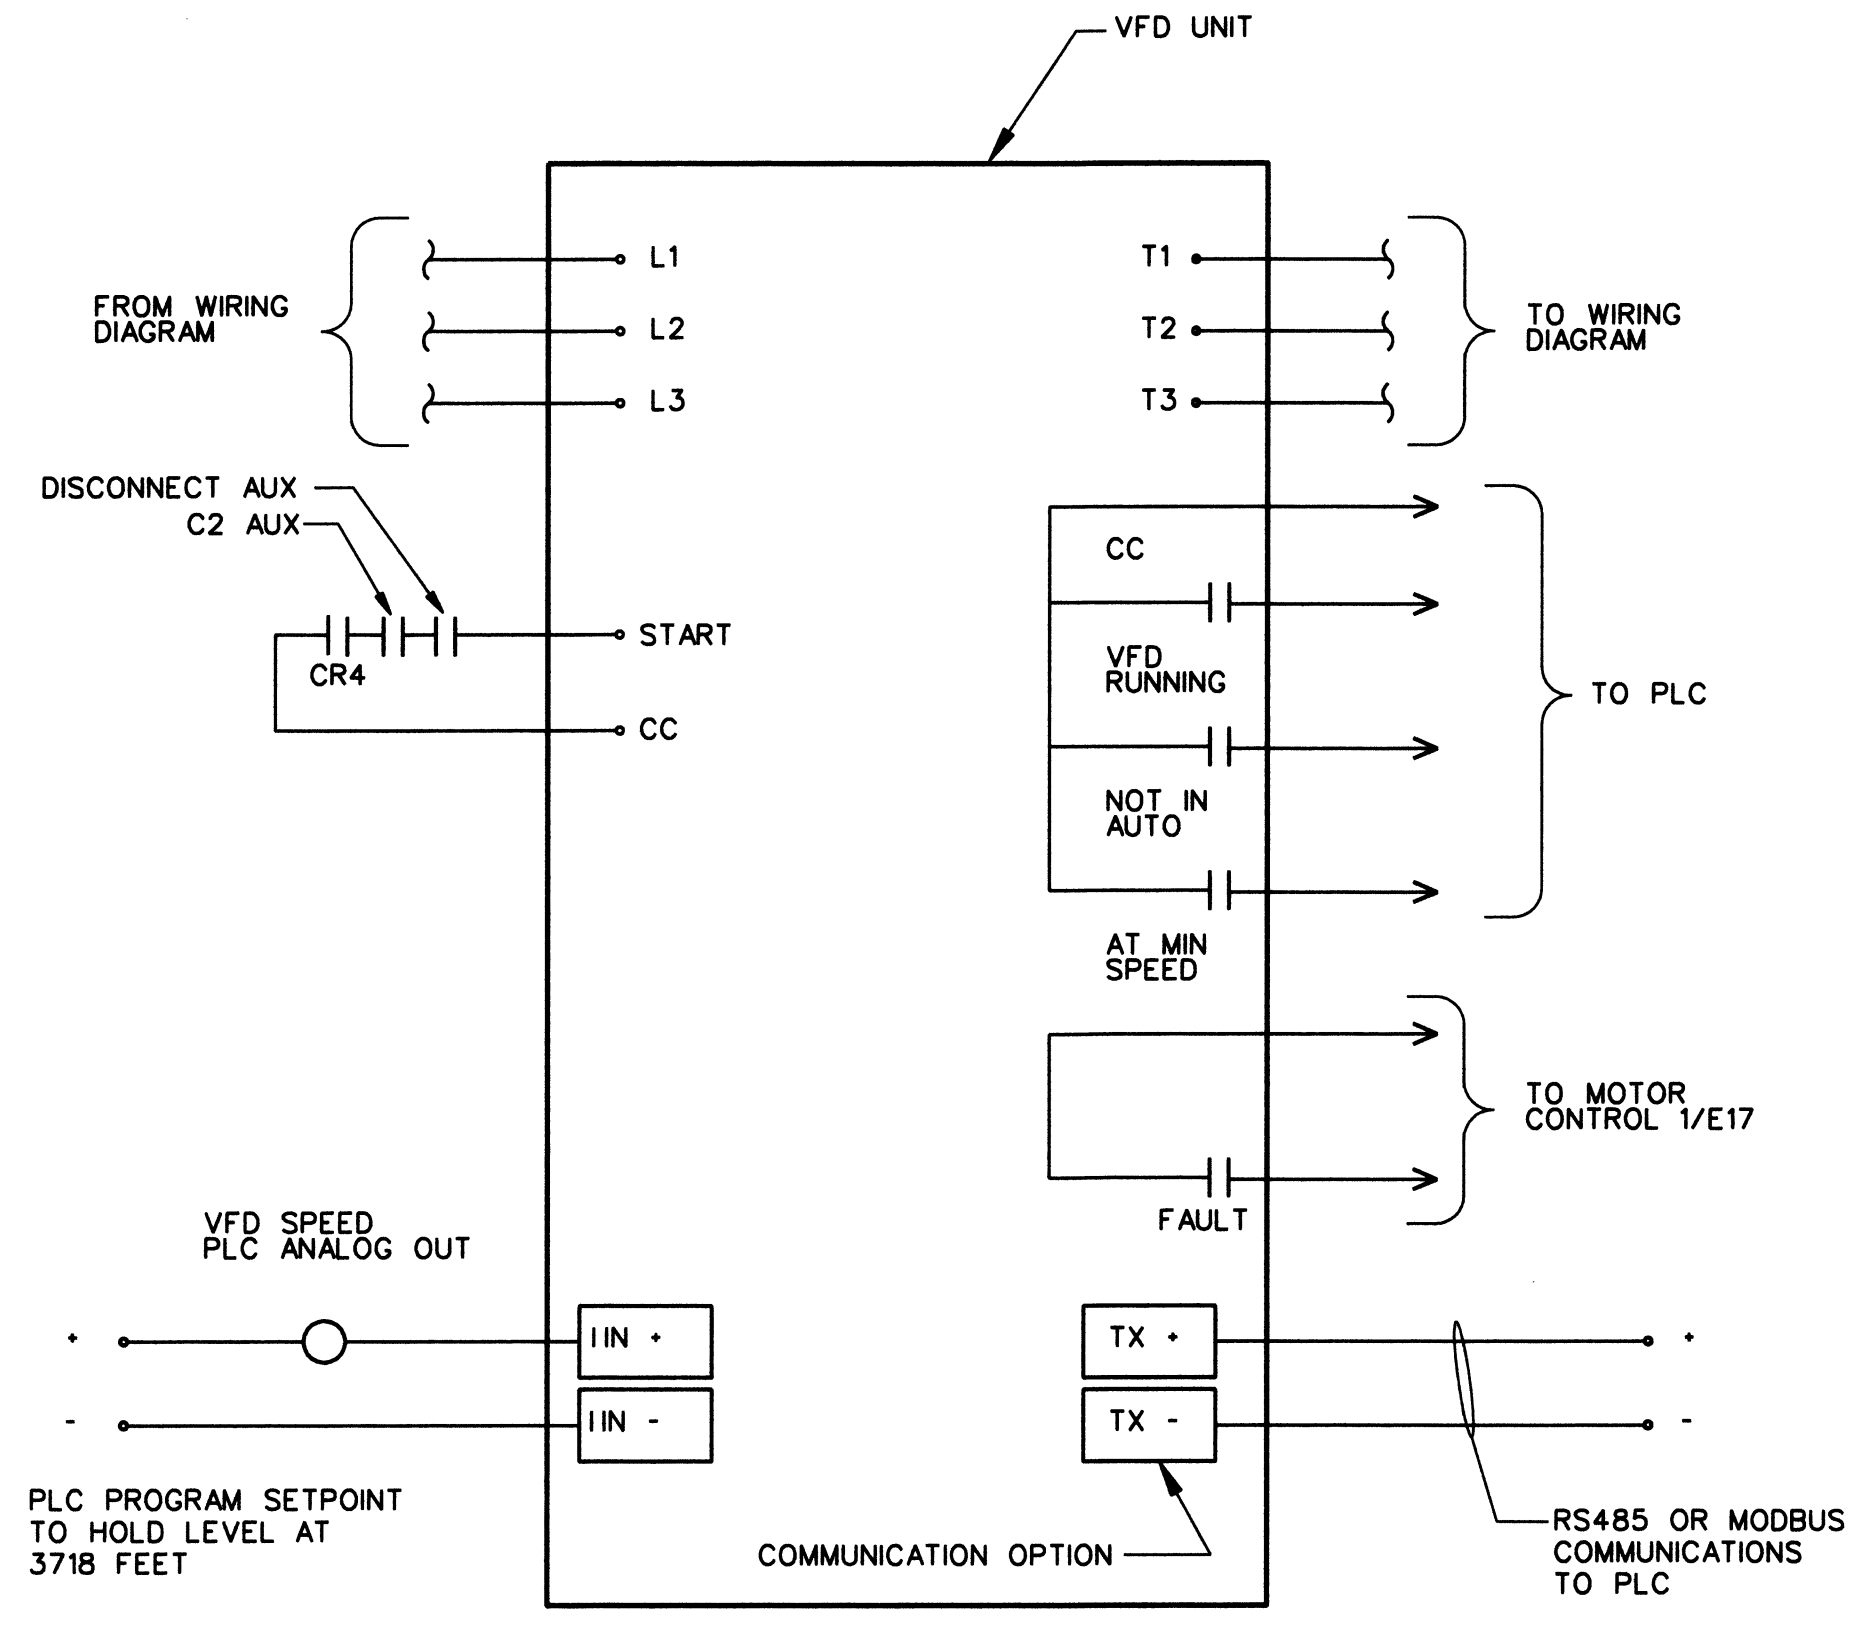 VFD UNIT
L1
T1
FROM WIRING
DIAGRAM
L2
T2
TO WIRING
DIAGRAM
L3
T3
DISCONNECT AUX
C2 AUX
CC
CR4
START
CC
VFD
RUNNING
TO PLC
NOT IN
AUTO
AT MIN
SPEED
TO MOTOR
CONTROL 1/E17
FAULT
VFD SPEED
PLC ANALOG OUT
+
IIN +
TX +
+
-
IIN -
TX -
-
PLC PROGRAM SETPOINT
TO HOLD LEVEL AT
3718 FEET
COMMUNICATION OPTION
RS485 OR MODBUS
COMMUNICATIONS
TO PLC